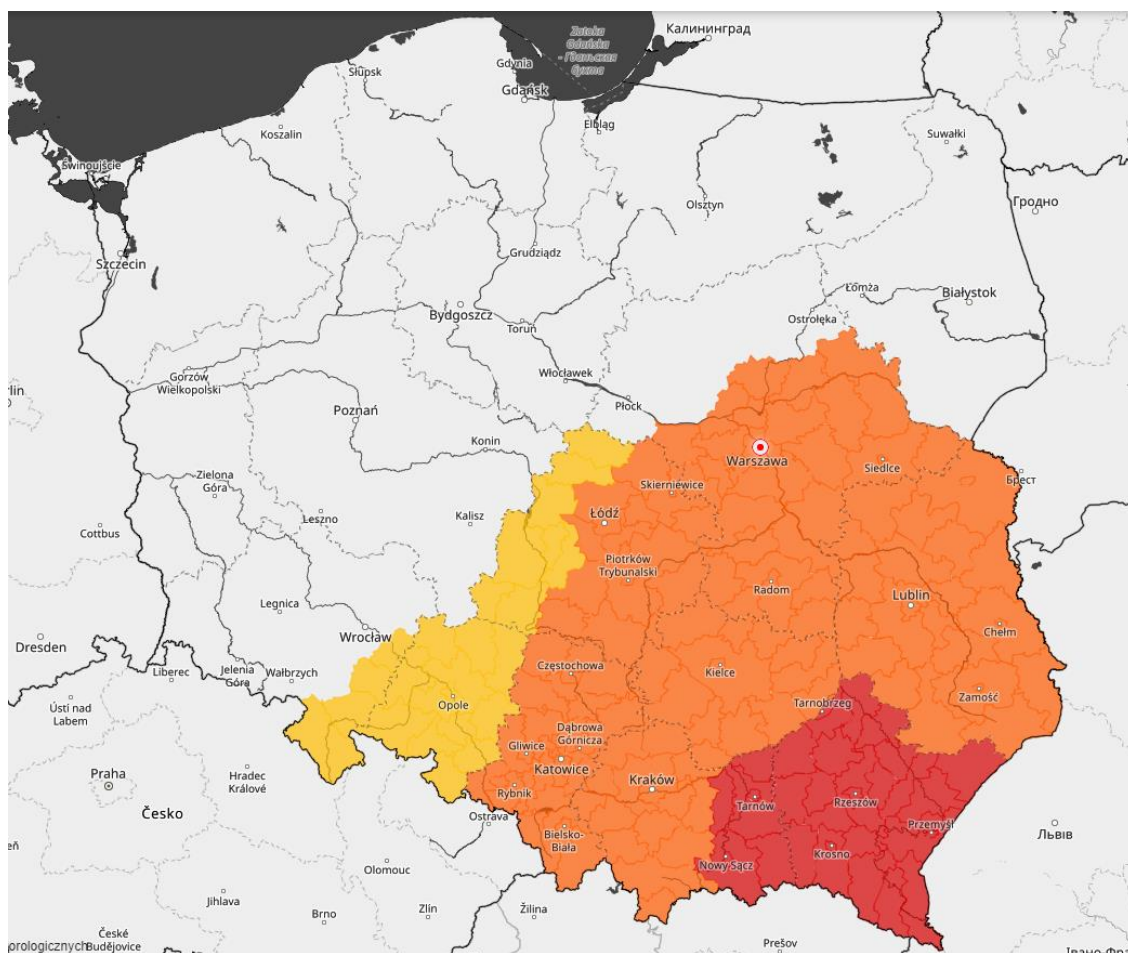 Калининград
Zatoka
Gdańska
Gdynia
Słupsk
Gdańsk
Elbląg
Koszalin
Suwałki
Świnoujście
Гродно
Olsztyn
Grudziądz
Szczecin
Łomża
Białystok
Bydgoszcz
Ostrołęka
Toruń
Włocławek
Gorzów
Wielkopolski
Płock
Poznań
Konin
Warszawa
Siedlce
Брест
Zielona
Góra
Skierniewice
Leszno
Kalisz
Łódź
Cottbus
Piotrków
Trybunalski
Radom
Lublin
Legnica
Chełm
Wrocław
Dresden
Częstochowa
Kielce
Liberec
Jelenia
Góra
Wałbrzych
Zamość
Ústí nad
Labem
Opole
Tarnobrzeg
Dąbrowa
Górnicza
Gliwice
Katowice
Praha
Hradec
Králové
Kraków
Rybnik
Tarnów
Rzeszów
Česko
Ostrava
Przemyśl
Львів
Bielsko-
Biała
Krosno
Nowy Sącz
Olomouc
Jihlava
Brno
Zlín
Žilina
České
Budějovice
orologicznych
Prešov